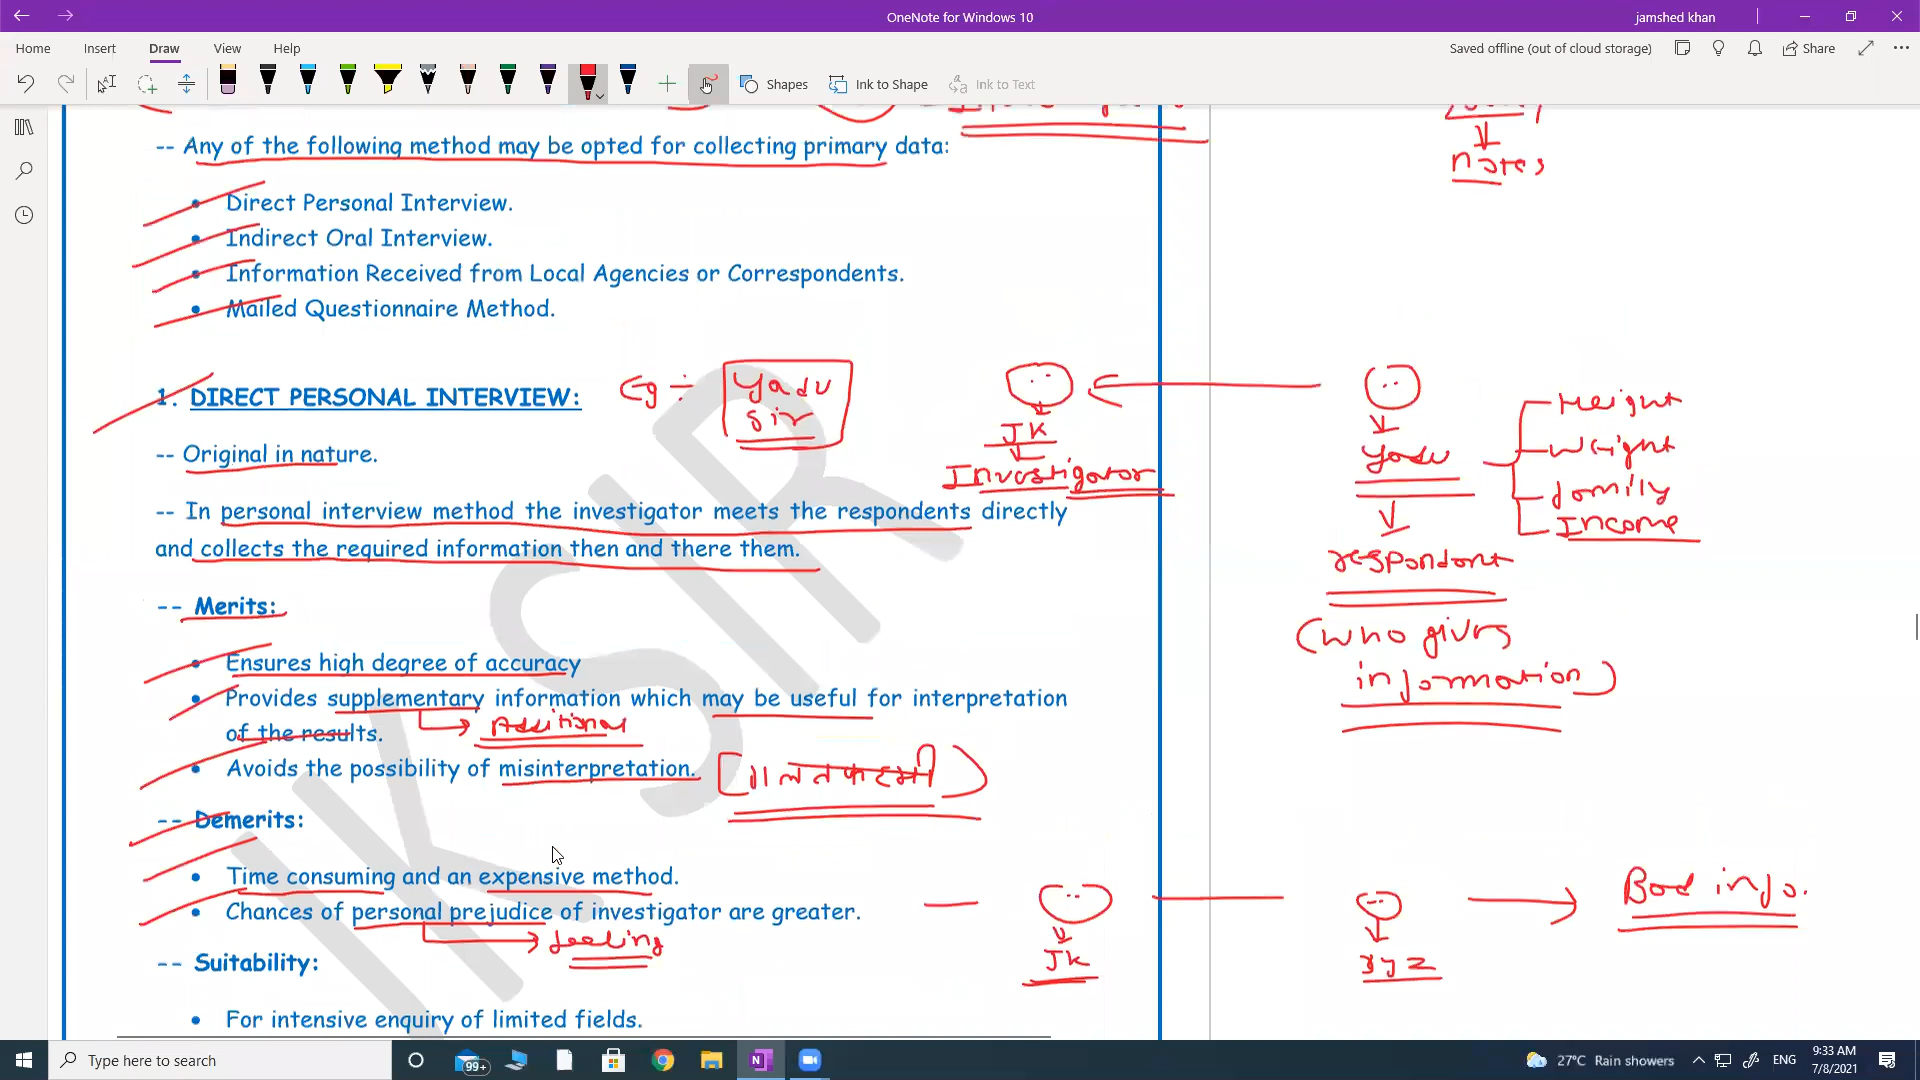 OneNote for Windows 10
jamshed khan
Home Insert Draw View Help
Saved offline (out of cloud storage)
Share
Shapes
Ink to Shape
Ink to Text
notes
-- Any of the following method may be opted for collecting primary data:
• Direct Personal Interview.
• Indirect Oral Interview.
• Information Received from Local Agencies or Correspondents.
• Mailed Questionnaire Method.
1. DIRECT PERSONAL INTERVIEW:
Eg ÷
Yadu
Sir
JK
Investigator
Yadu
Height
Weight
family
Income
respondent
(who gives
information)
-- Original in nature.
-- In personal interview method the investigator meets the respondents directly
and collects the required information then and there them.
-- Merits:
• Ensures high degree of accuracy
• Provides supplementary information which may be useful for interpretation
of the results.
Additional
• Avoids the possibility of misinterpretation.
-- Demerits:
• Time consuming and an expensive method.
• Chances of personal prejudice of investigator are greater.
feeling
JK
xyz
Bad info.
-- Suitability:
• For intensive enquiry of limited fields.
JK SIR
Type here to search
99+
27°C Rain showers
ENG
9:33 AM
7/8/2021